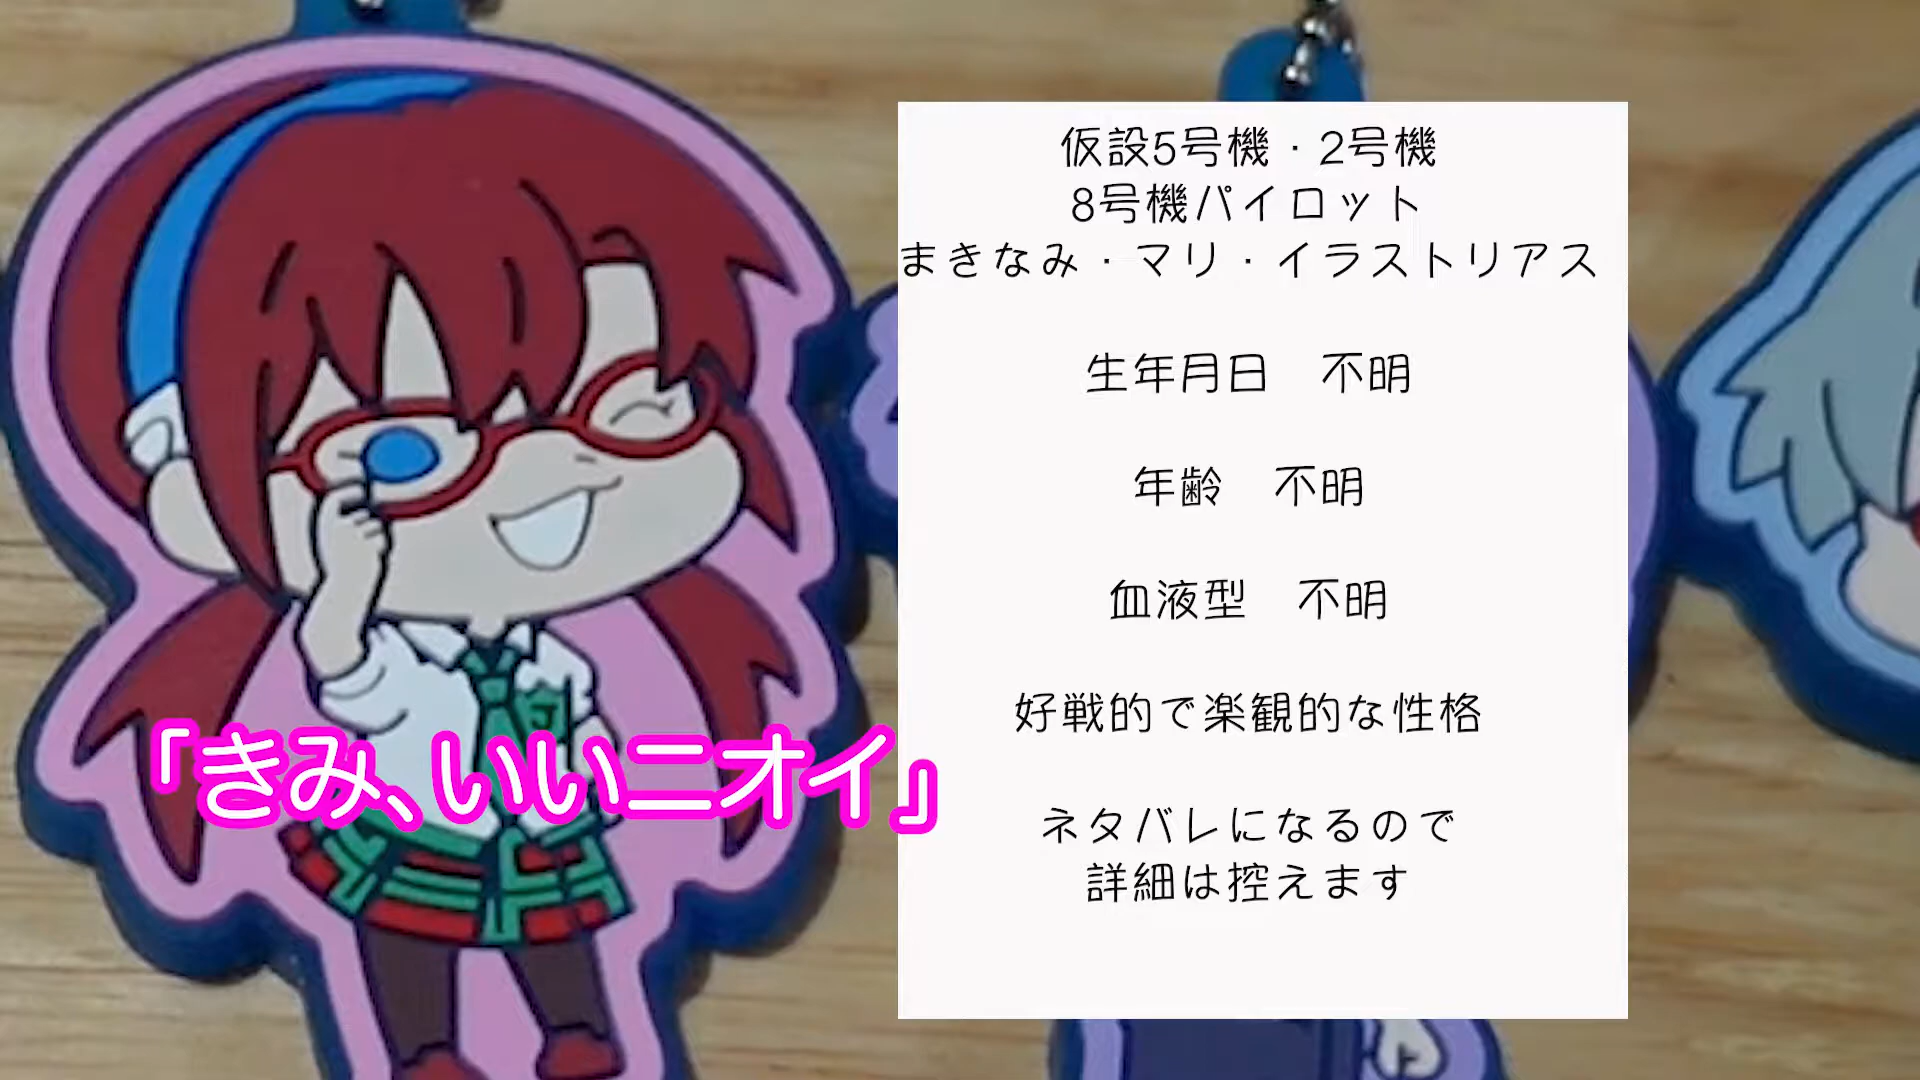 仮設5号機・2号機
8号機パイロット
まきなみ・マリ・イラストリアス
生年月日　不明
年齢　不明
血液型　不明
好戦的で楽観的な性格
ネタバレになるので
詳細は控えます
「きみ、いいニオイ」